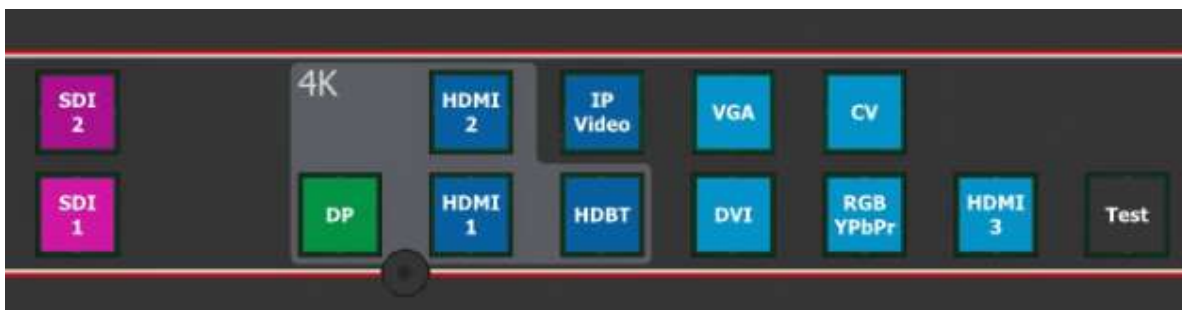 SDI
2
4K
HDMI
2
IP
Video
VGA
CV
SDI
1
DP
HDMI
1
HDBT
DVI
RGB
YPbPr
HDMI
3
Test